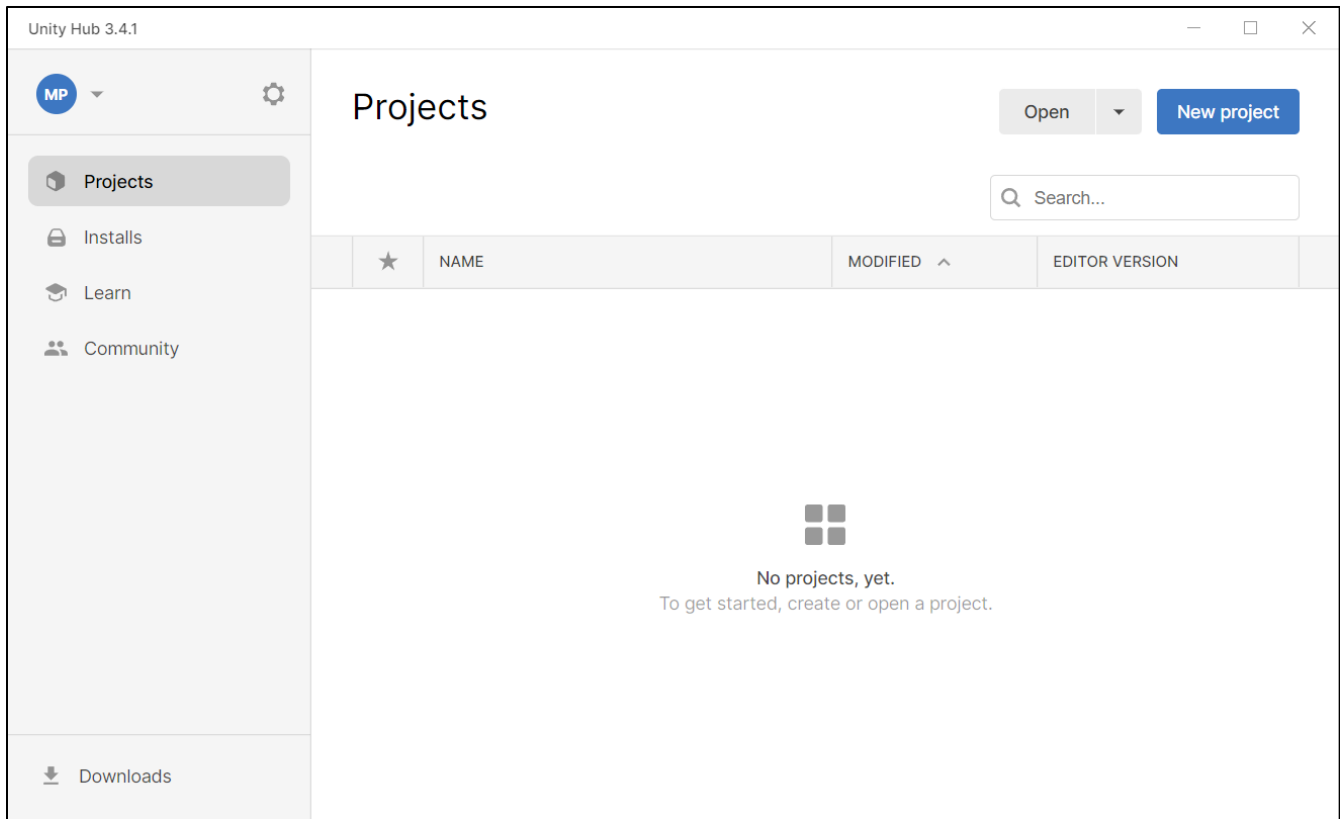 Unity Hub 3.4.1
MP
Projects
Open
New project
Projects
Installs
Learn
Community
Search...
NAME
MODIFIED
EDITOR VERSION
No projects, yet.
To get started, create or open a project.
Downloads